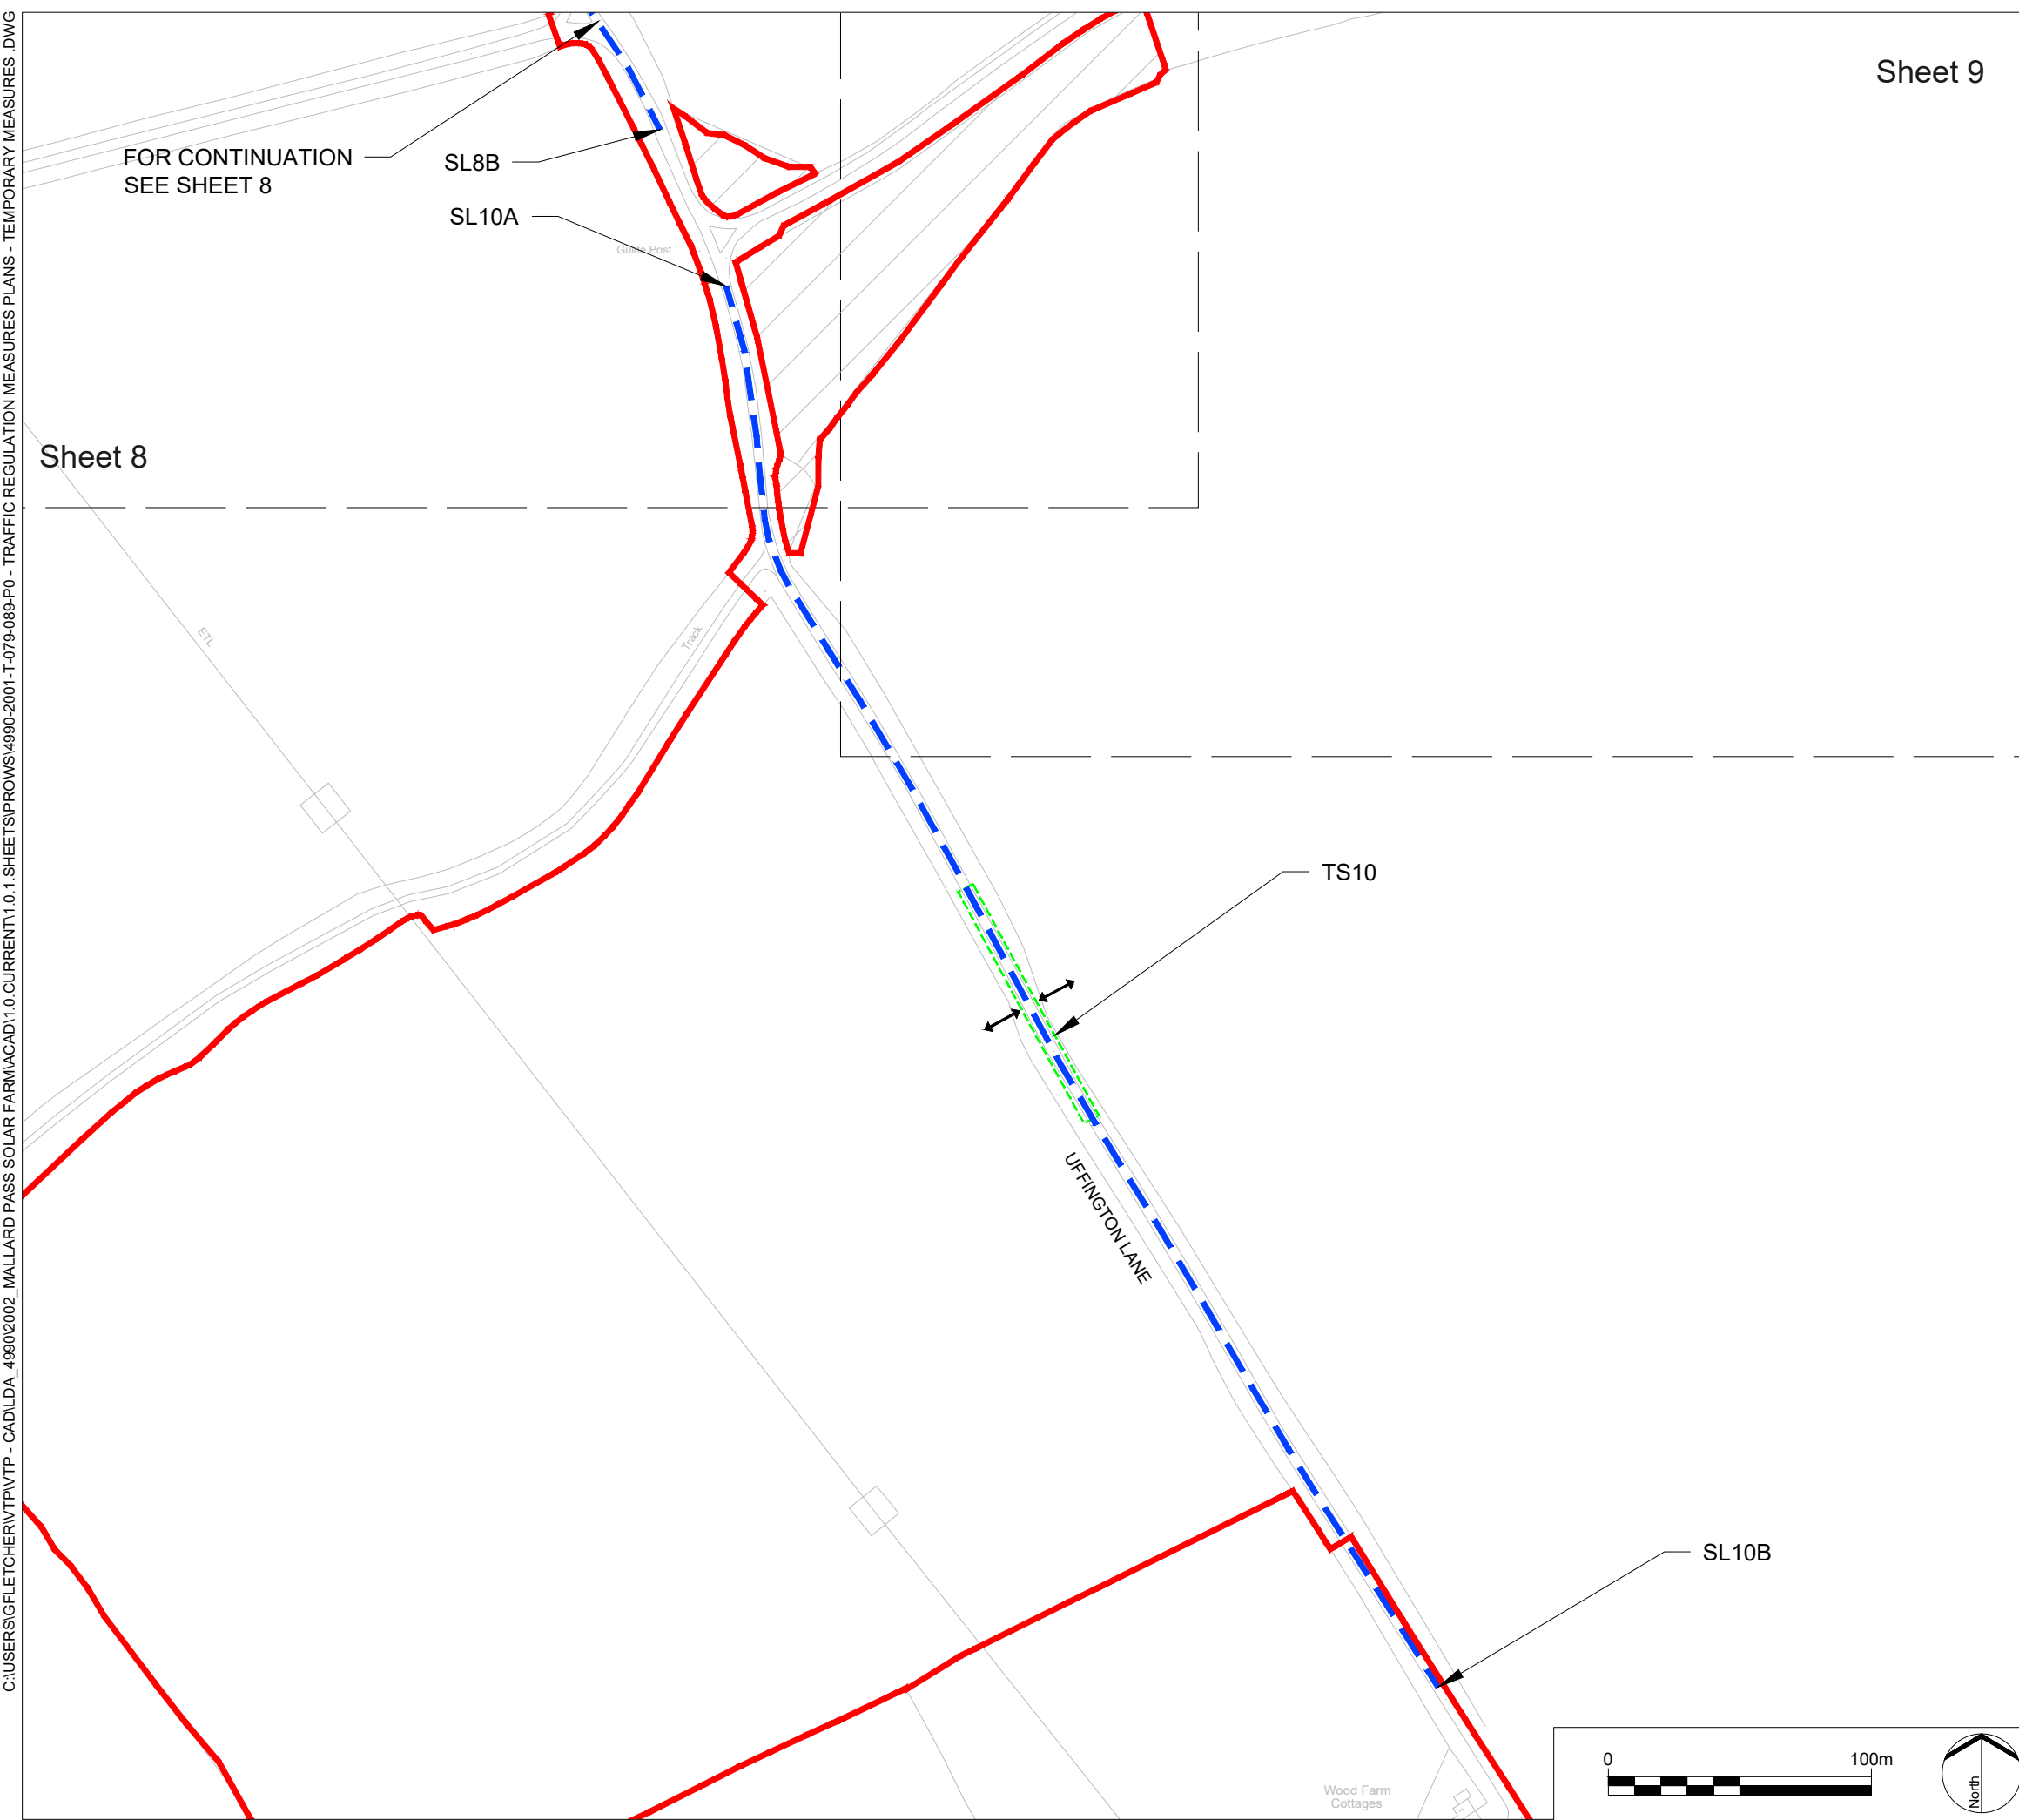 C:\USERS\GFLETCHER\VTP\VTP - CAD\LDA_4990\2002_MALLARD PASS SOLAR FARM\ACAD\1.0.CURRENT\1.0.1.SHEETS\PROWS\4990-2001-T-079-089-P0 - TRAFFIC REGULATION MEASURES PLANS - TEMPORARY MEASURES .DWG
Sheet 9
FOR CONTINUATION
SEE SHEET 8
SL8B
SL10A
Guide Post
Sheet 8
ETL
Track
TS10
UFFINGTON LANE
SL10B
Wood Farm
Cottages
0 100m
North